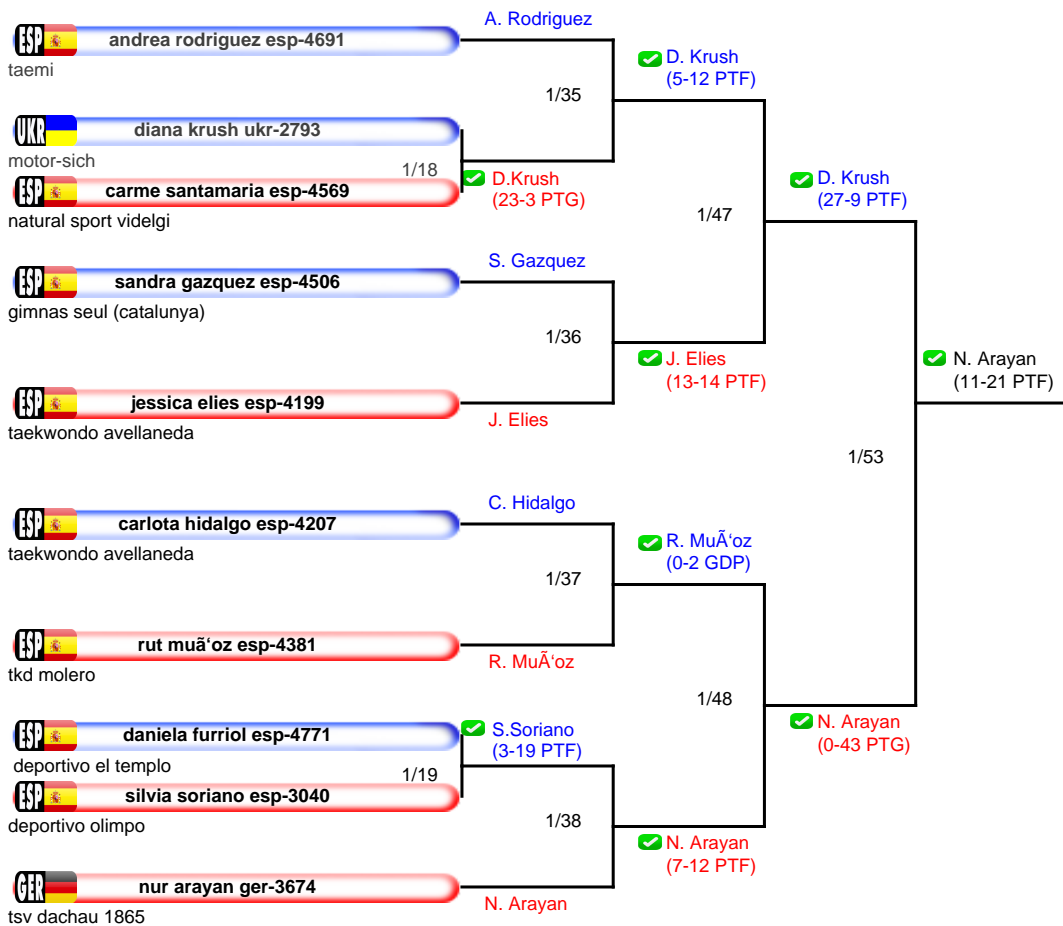 A. Rodriguez
ESP andrea rodriguez esp-4691
taemi
D. Krush
(5-12 PTF)
1/35
UKR diana krush ukr-2793
motor-sich
1/18
ESP carme santamaria esp-4569
natural sport videlgi
D.Krush
(23-3 PTG)
D. Krush
(27-9 PTF)
1/47
S. Gazquez
ESP sandra gazquez esp-4506
gimnas seul (catalunya)
1/36
J. Elies
(13-14 PTF)
N. Arayan
(11-21 PTF)
ESP jessica elies esp-4199
taekwondo avellaneda
J. Elies
1/53
C. Hidalgo
ESP carlota hidalgo esp-4207
taekwondo avellaneda
R. MuÃ‘oz
(0-2 GDP)
1/37
ESP rut muã‘oz esp-4381
tkd molero
R. MuÃ‘oz
1/48
N. Arayan
(0-43 PTG)
ESP daniela furriol esp-4771
deportivo el templo
S.Soriano
(3-19 PTF)
1/19
ESP silvia soriano esp-3040
deportivo olimpo
1/38
N. Arayan
(7-12 PTF)
GER nur arayan ger-3674
tsv dachau 1865
N. Arayan